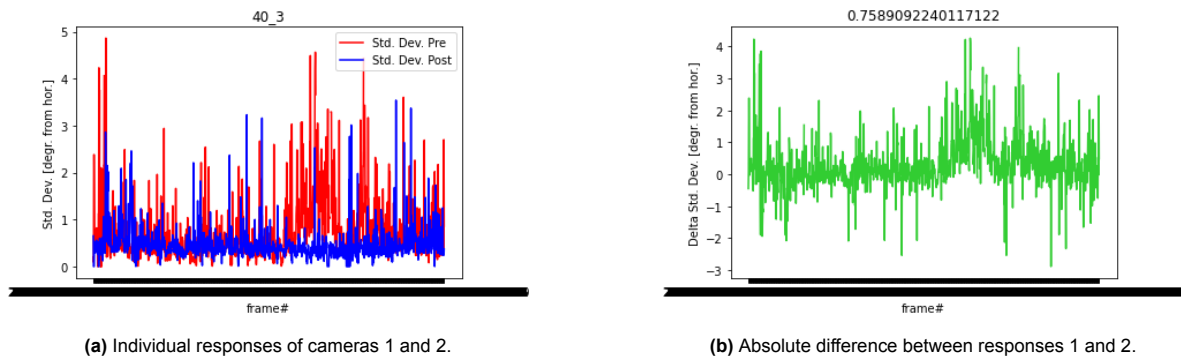 40_3
Std. Dev. [degr. from hor.]
5
4
3
2
1
0
Std. Dev. Pre
Std. Dev. Post
frame#
(a) Individual responses of cameras 1 and 2.
0.7589092240117122
Delta Std. Dev. [degr. from hor.]
4
3
2
1
0
−1
−2
−3
frame#
(b) Absolute difference between responses 1 and 2.